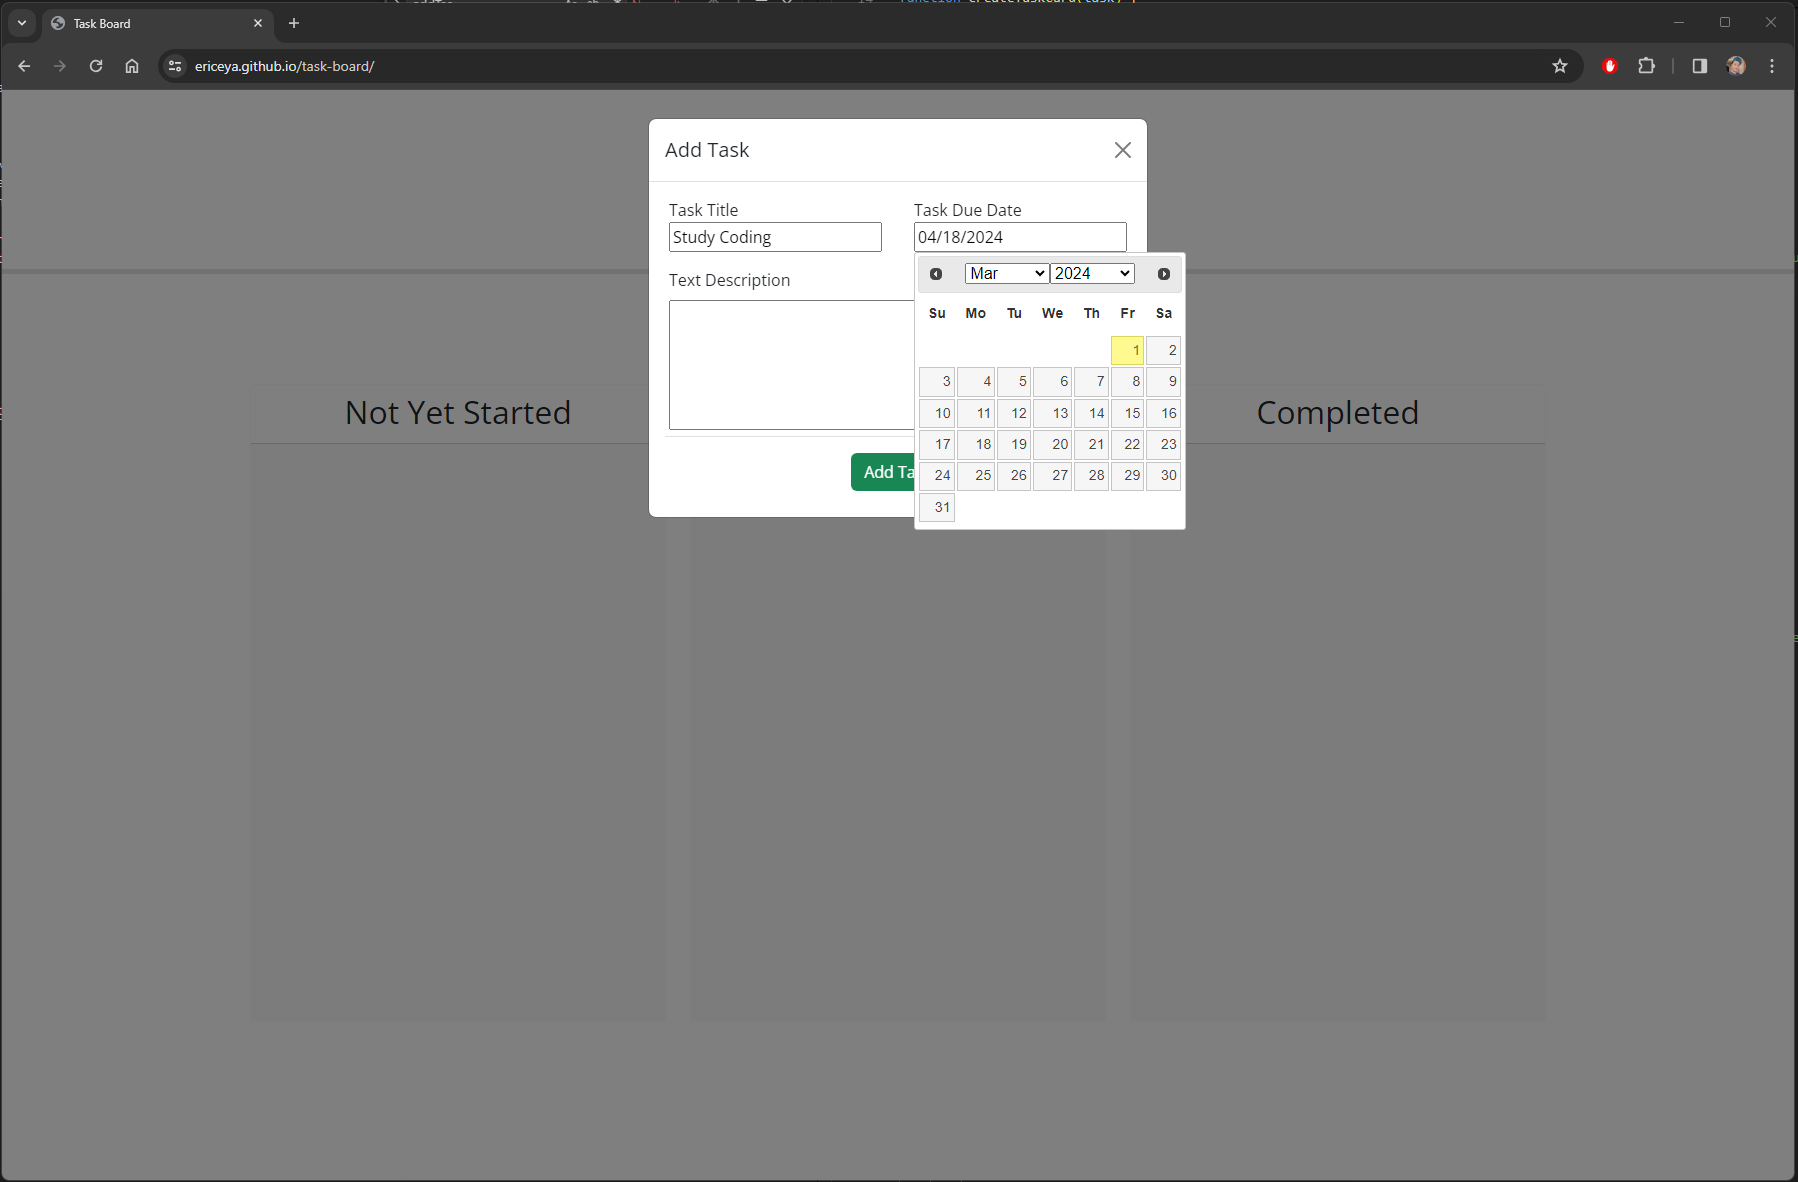 Task Board
ericeya.github.io/task-board/
Add Task
Task Title
Task Due Date
Study Coding
04/18/2024
Mar 2024
Text Description
Su Mo Tu We Th Fr Sa
1 2
3 4 5 6 7 8 9
10 11 12 13 14 15 16
17 18 19 20 21 22 23
24 25 26 27 28 29 30
31
Not Yet Started
Completed
Add Ta